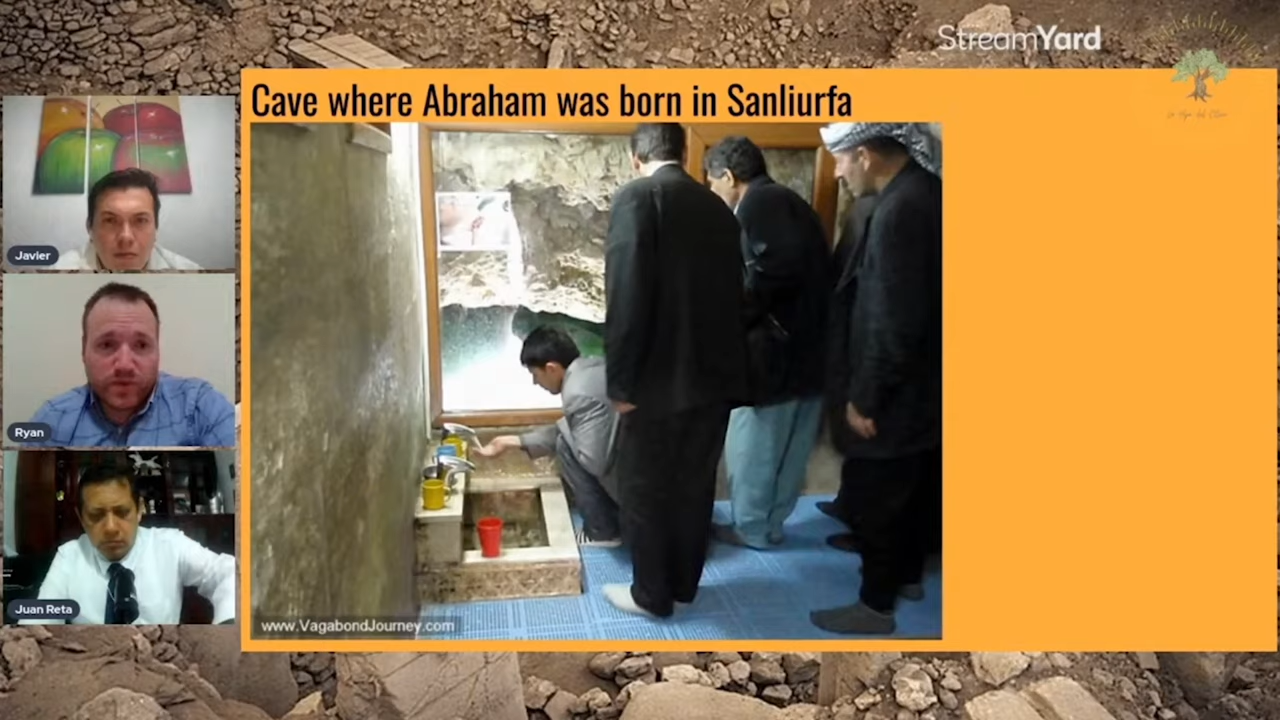 StreamYard
Cave where Abraham was born in Sanliurfa
Javier
Ryan
Juan Reta
www.VagabondJourney.com